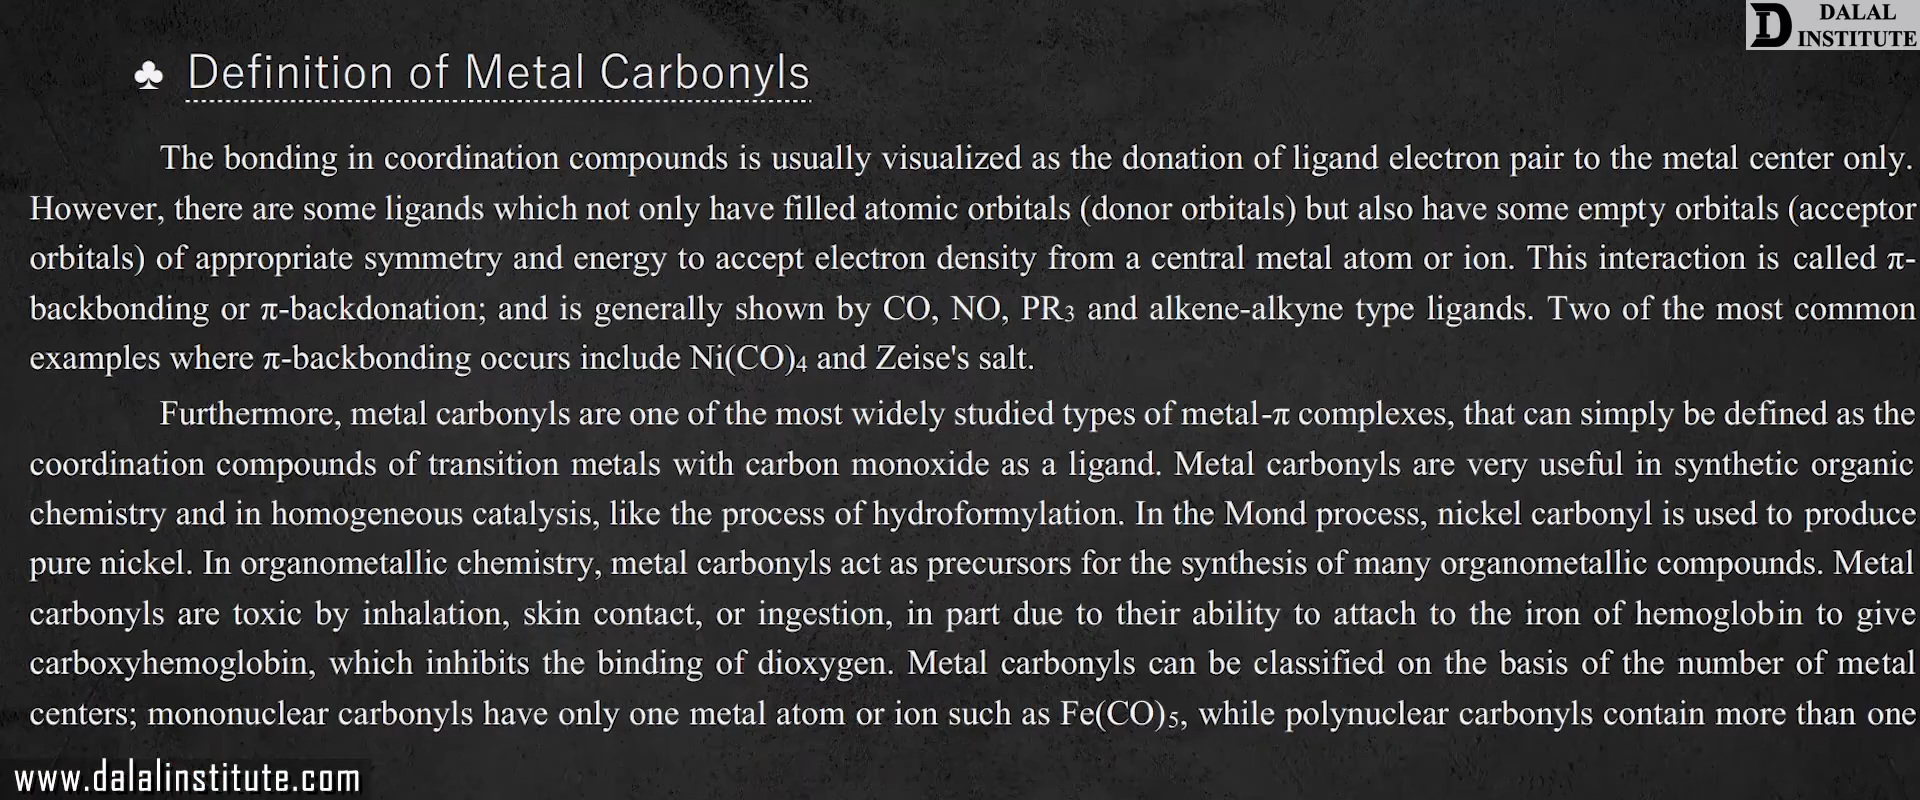 DALAL
INSTITUTE
♣ Definition of Metal Carbonyls
The bonding in coordination compounds is usually visualized as the donation of ligand electron pair to the metal center only.
However, there are some ligands which not only have filled atomic orbitals (donor orbitals) but also have some empty orbitals (acceptor
orbitals) of appropriate symmetry and energy to accept electron density from a central metal atom or ion. This interaction is called π-
backbonding or π-backdonation; and is generally shown by CO, NO, PR₃ and alkene-alkyne type ligands. Two of the most common
examples where π-backbonding occurs include Ni(CO)₄ and Zeise's salt.
Furthermore, metal carbonyls are one of the most widely studied types of metal-π complexes, that can simply be defined as the
coordination compounds of transition metals with carbon monoxide as a ligand. Metal carbonyls are very useful in synthetic organic
chemistry and in homogeneous catalysis, like the process of hydroformylation. In the Mond process, nickel carbonyl is used to produce
pure nickel. In organometallic chemistry, metal carbonyls act as precursors for the synthesis of many organometallic compounds. Metal
carbonyls are toxic by inhalation, skin contact, or ingestion, in part due to their ability to attach to the iron of hemoglobin to give
carboxyhemoglobin, which inhibits the binding of dioxygen. Metal carbonyls can be classified on the basis of the number of metal
centers; mononuclear carbonyls have only one metal atom or ion such as Fe(CO)₅, while polynuclear carbonyls contain more than one
www.dalalinstitute.com